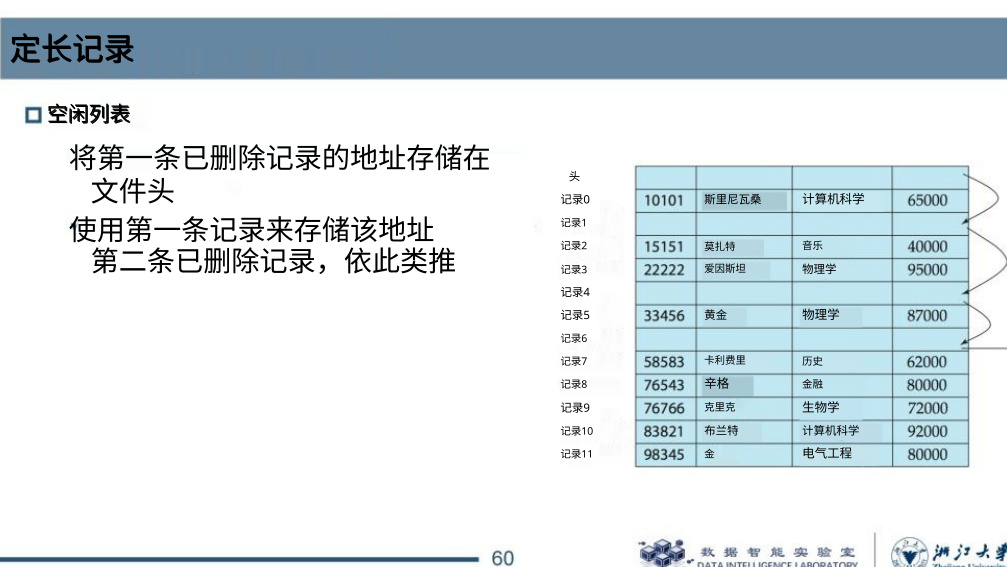 定长记录
空闲列表
将第一条已删除记录的地址存储在
文件头
使用第一条记录来存储该地址
第二条已删除记录，依此类推
头
记录0 10101 斯里尼瓦桑 计算机科学 65000
记录1
记录2 15151 莫扎特 音乐 40000
记录3 22222 爱因斯坦 物理学 95000
记录4
记录5 33456 黄金 物理学 87000
记录6
记录7 58583 卡利费里 历史 62000
记录8 76543 辛格 金融 80000
记录9 76766 克里克 生物学 72000
记录10 83821 布兰特 计算机科学 92000
记录11 98345 金 电气工程 80000
60
数据智能实验室
DATA INTELLIGENCE LABORATORY
浙江大学
Zhejiang University